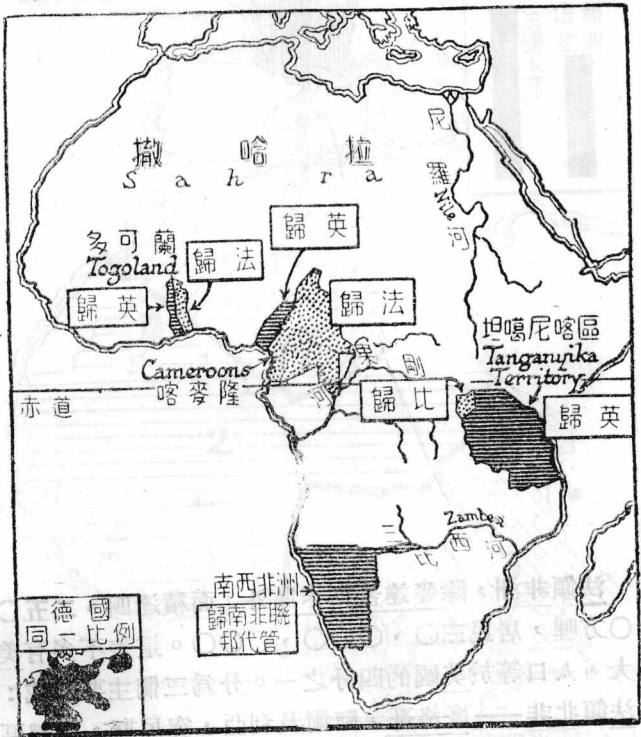 撒哈拉
Sahra
尼羅河
Nile
多可蘭
Togoland
歸法
歸英
歸英
歸法
坦噶尼喀區
Tanganyika
Territory
Cameroons
喀麥隆
剛果河
歸比
歸英
赤道
Zambez
三比西河
南西非洲
歸南非聯
邦代管
德國
同比例